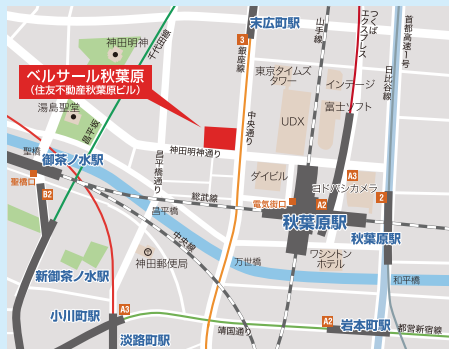 末広町駅
3
銀座線
山手線
つくば
エクスプレス
首都高速1号
日比谷線
神田明神
千代田線
ベルサール秋葉原
（住友不動産秋葉原ビル）
東京タイムズ
タワー
インテージ
富士ソフト
UDX
中央通り
湯島聖堂
昌平坂
聖橋
御茶ノ水駅
聖橋口
B2
神田明神通り
昌平橋通り
ダイビル
A3
ヨドバシカメラ
電気街口
A2
2
総武線
昌平橋
秋葉原駅
秋葉原駅
中央線
神田郵便局
万世橋
ワシントン
ホテル
和平橋
新御茶ノ水駅
小川町駅
A3
淡路町駅
靖国通り
A2
岩本町駅
都営新宿線